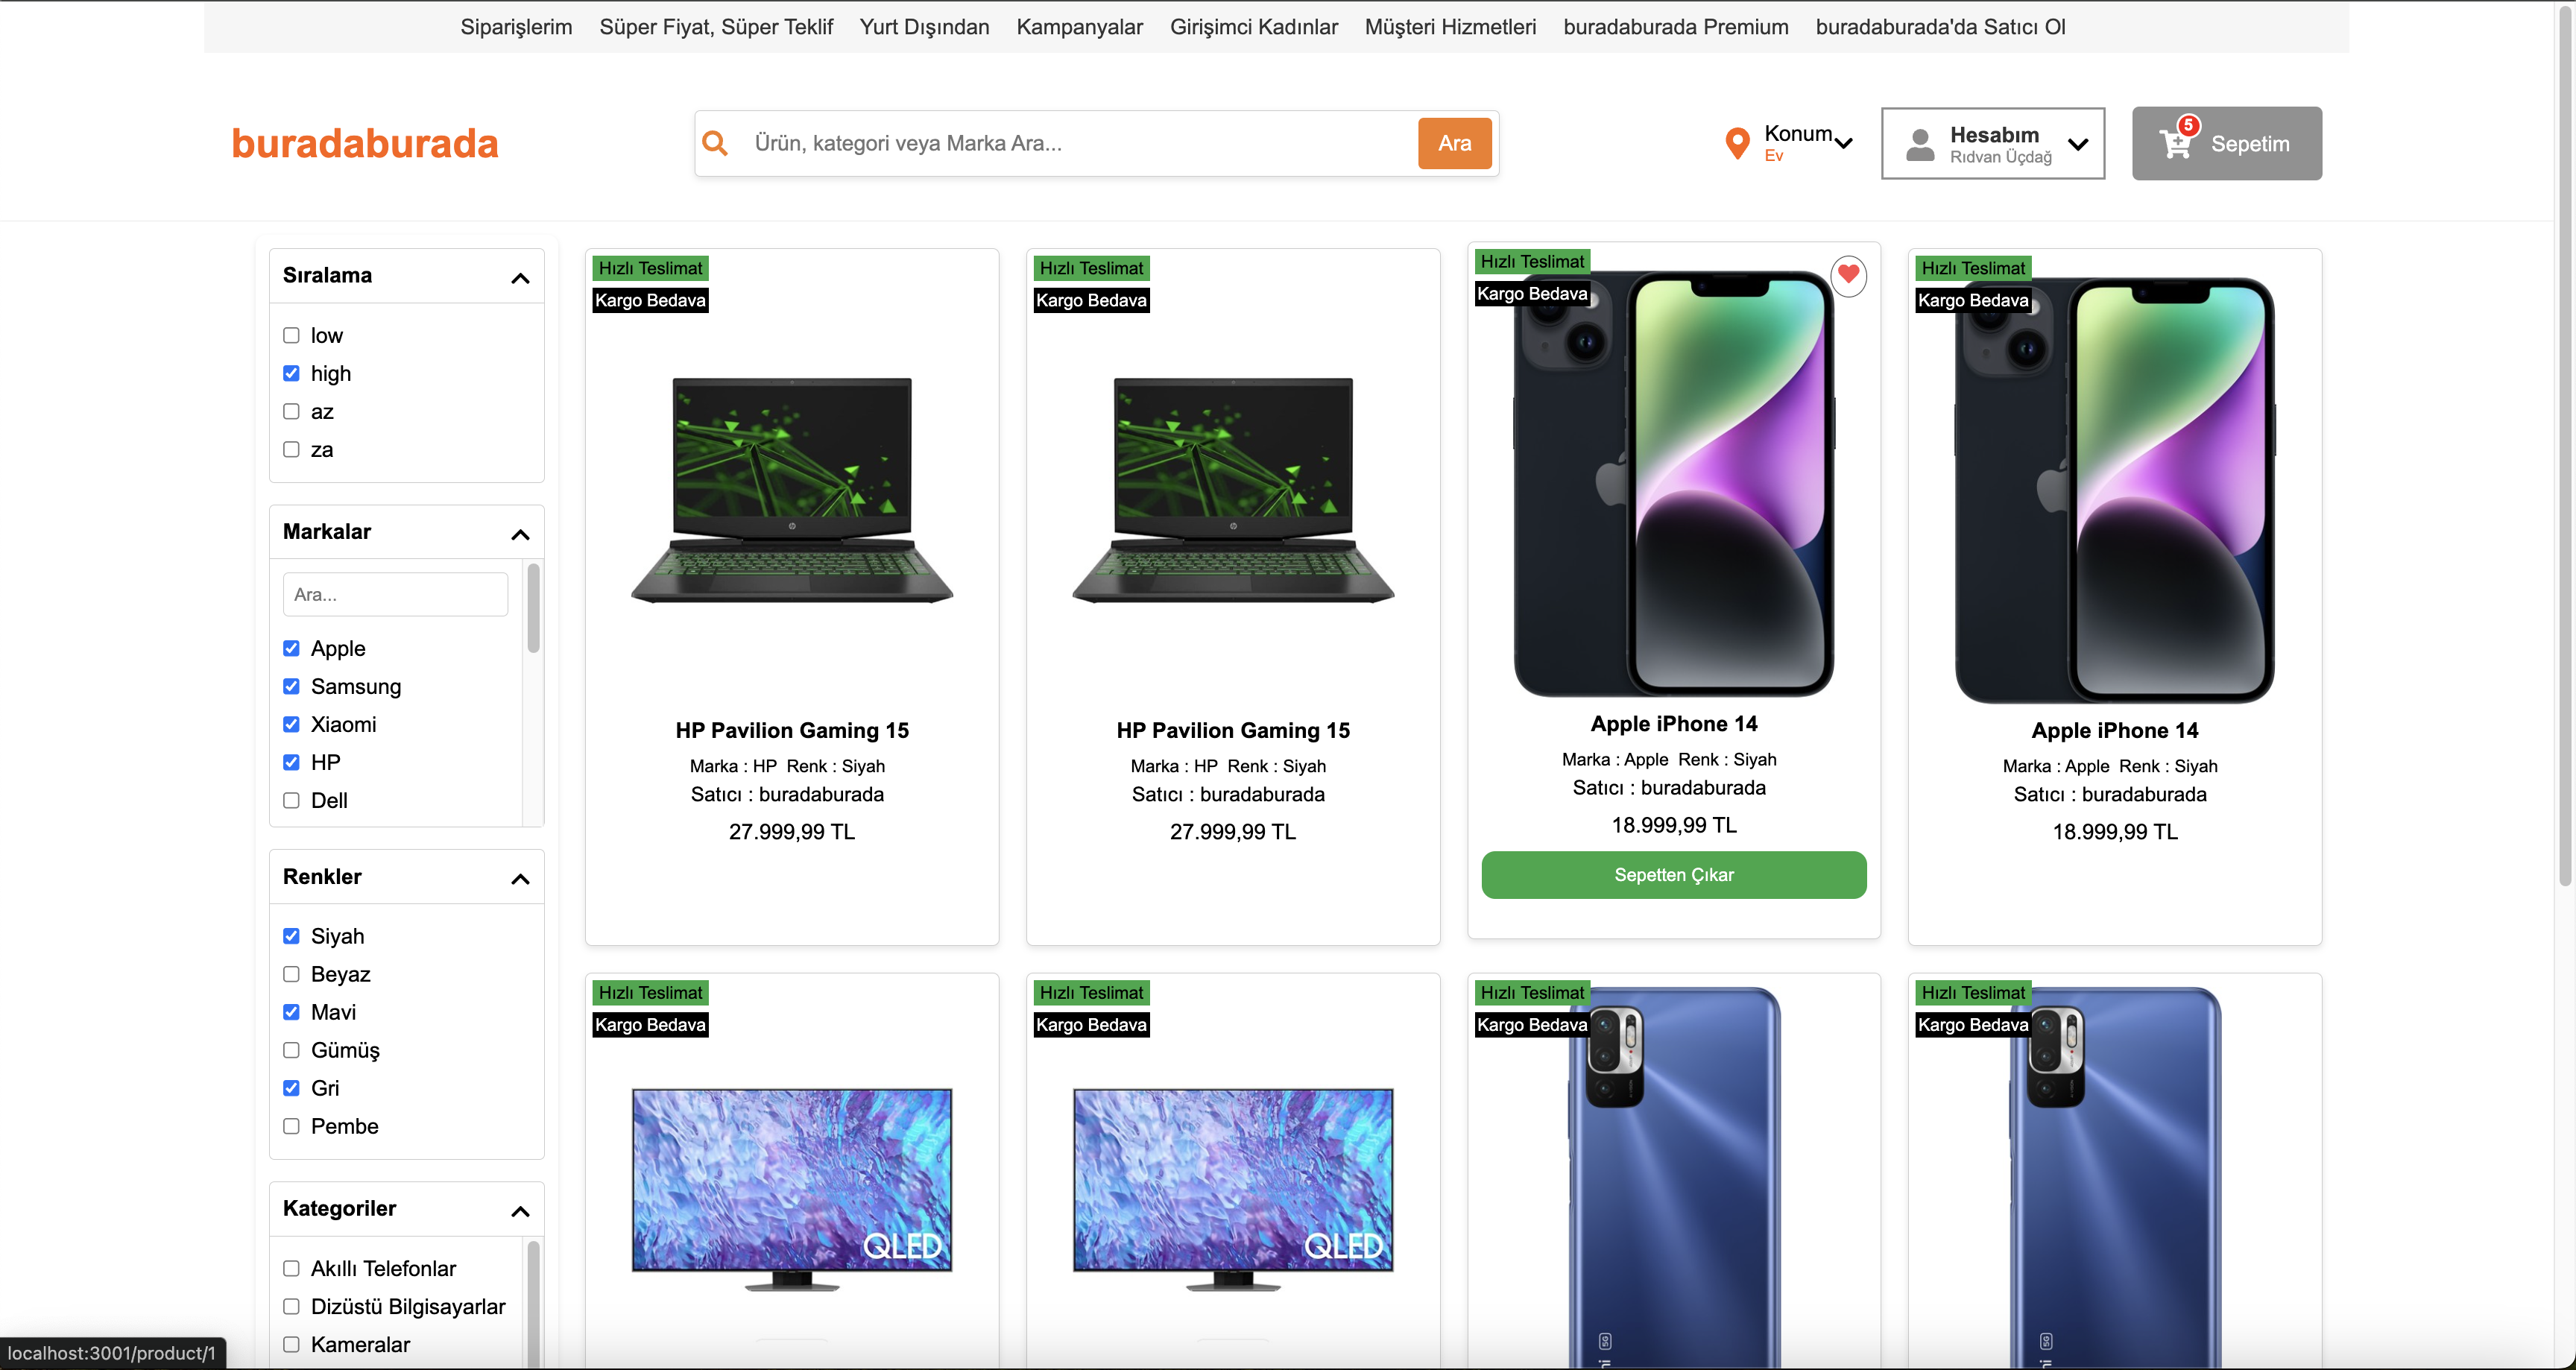 Siparişlerim Süper Fiyat, Süper Teklif Yurt Dışından Kampanyalar Girişimci Kadınlar Müşteri Hizmetleri buradaburada Premium buradaburada'da Satıcı Ol
buradaburada
Ürün, kategori veya Marka Ara...
Ara
Konum
Ev
Hesabım
Rıdvan Üçdağ
5
Sepetim
Sıralama
low
high
az
za
Markalar
Ara...
Apple
Samsung
Xiaomi
HP
Dell
Renkler
Siyah
Beyaz
Mavi
Gümüş
Gri
Pembe
Kategoriler
Akıllı Telefonlar
Dizüstü Bilgisayarlar
Kameralar
Hızlı Teslimat
Kargo Bedava
HP Pavilion Gaming 15
Marka : HP Renk : Siyah
Satıcı : buradaburada
27.999,99 TL
Hızlı Teslimat
Kargo Bedava
HP Pavilion Gaming 15
Marka : HP Renk : Siyah
Satıcı : buradaburada
27.999,99 TL
Hızlı Teslimat
Kargo Bedava
Apple iPhone 14
Marka : Apple Renk : Siyah
Satıcı : buradaburada
18.999,99 TL
Sepetten Çıkar
Hızlı Teslimat
Kargo Bedava
Apple iPhone 14
Marka : Apple Renk : Siyah
Satıcı : buradaburada
18.999,99 TL
Hızlı Teslimat
Kargo Bedava
QLED
Hızlı Teslimat
Kargo Bedava
QLED
Hızlı Teslimat
Kargo Bedava
5G
Hızlı Teslimat
Kargo Bedava
5G
localhost:3001/product/1